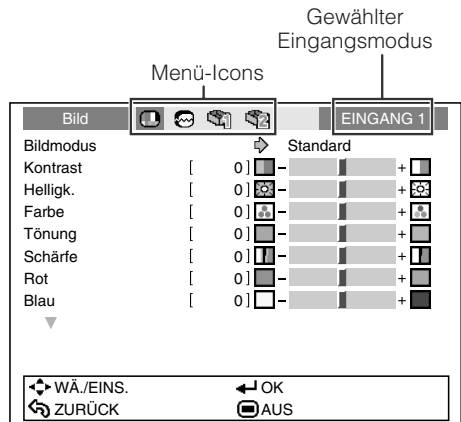 Gewählter
Eingangsmodus
Menü-Icons
Bild EINGANG 1
Bildmodus Standard
Kontrast [ 0 ] - +
Helligk. [ 0 ] - +
Farbe [ 0 ] - +
Tönung [ 0 ] - +
Schärfe [ 0 ] - +
Rot [ 0 ] - +
Blau [ 0 ] - +
WÄ./EINS. OK
ZURÜCK AUS